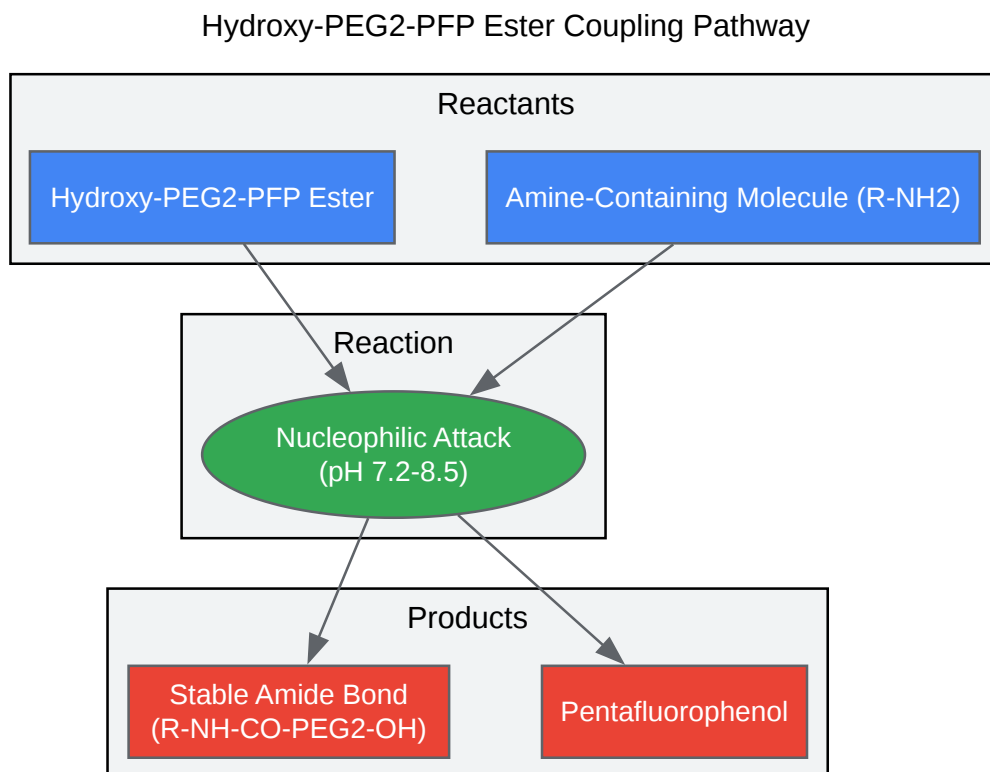 Hydroxy-PEG2-PFP Ester Coupling Pathway
Reactants
Hydroxy-PEG2-PFP Ester
Amine-Containing Molecule (R-NH2)
Reaction
Nucleophilic Attack
(pH 7.2-8.5)
Products
Stable Amide Bond
(R-NH-CO-PEG2-OH)
Pentafluorophenol